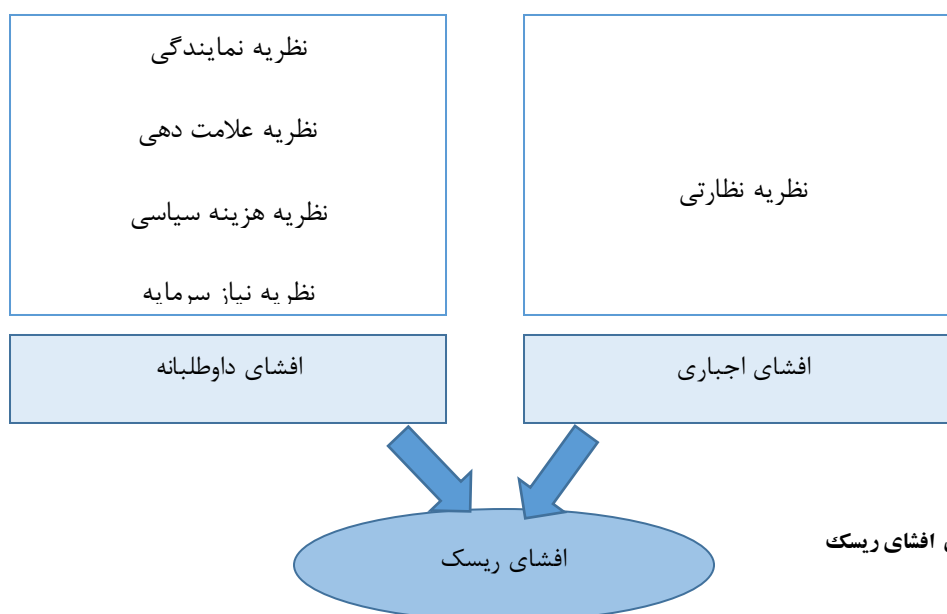 نظریه نظارتی
نظریه نمایندگی
نظریه علامت دهی
نظریه هزینه سیاسی
نظریه نیاز سرمایه
افشای اجباری
افشای داوطلبانه
افشای ریسک
افشای ریسک